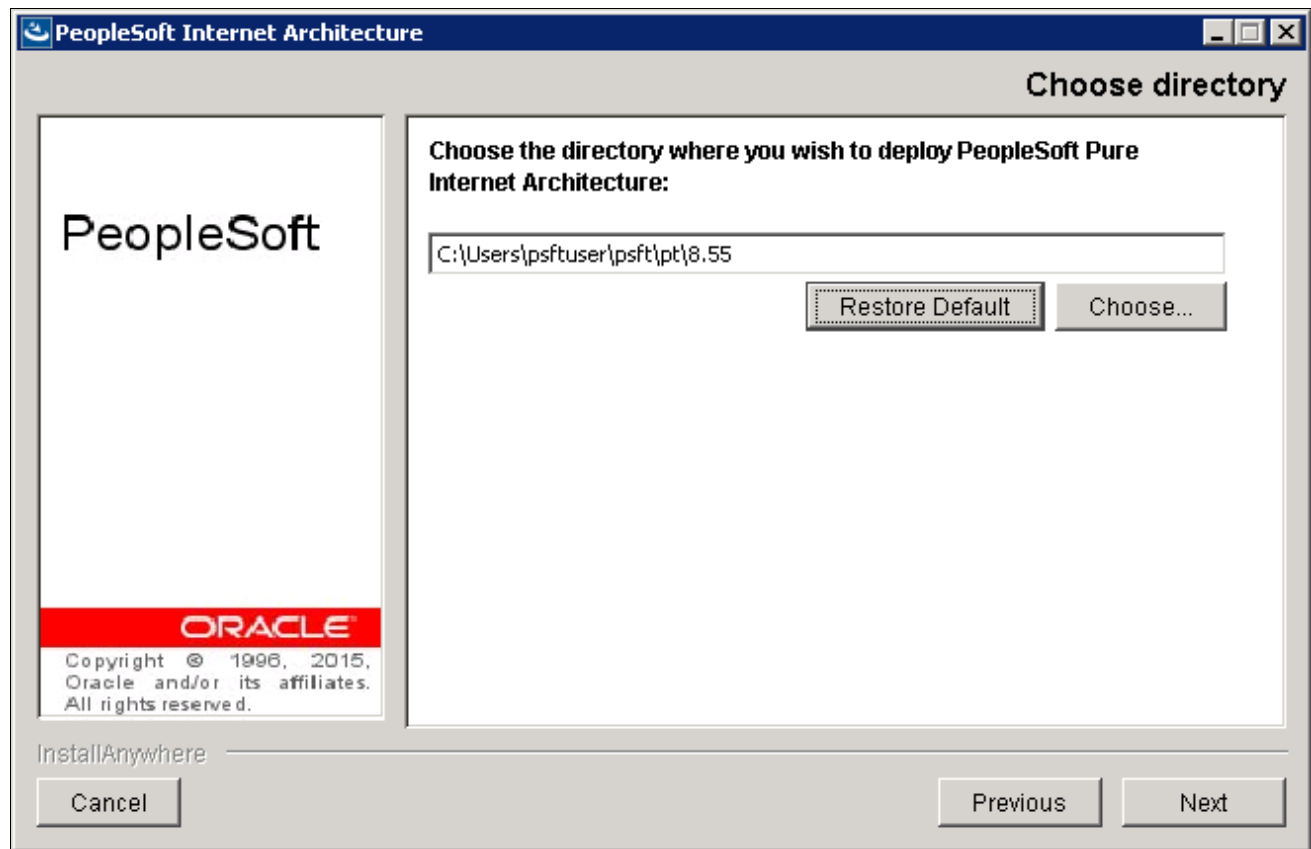 PeopleSoft Internet Architecture
Choose directory
PeopleSoft
ORACLE
Copyright © 1996, 2015,
Oracle and/or its affiliates.
All rights reserved.
Choose the directory where you wish to deploy PeopleSoft Pure
Internet Architecture:
C:\Users\psftuser\psft\pt\8.55
Restore Default
Choose...
InstallAnywhere
Cancel
Previous
Next